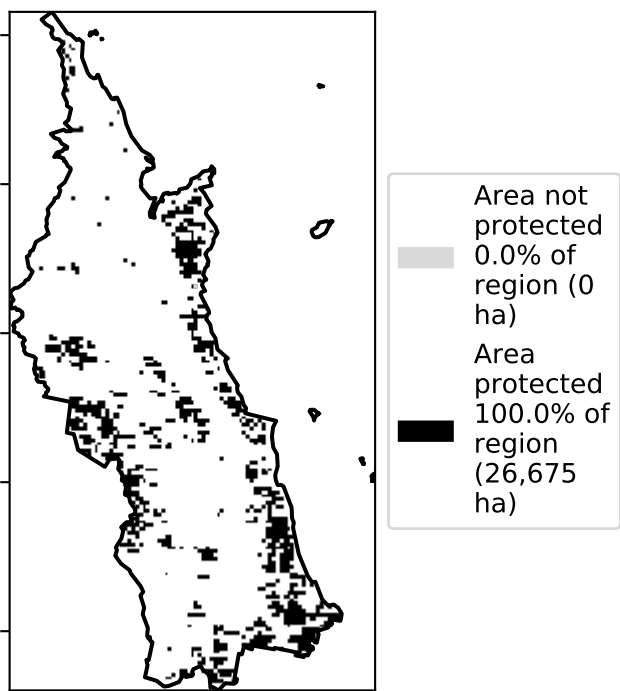 Area not
protected
0.0% of
region (0
ha)
Area
protected
100.0% of
region
(26,675
ha)